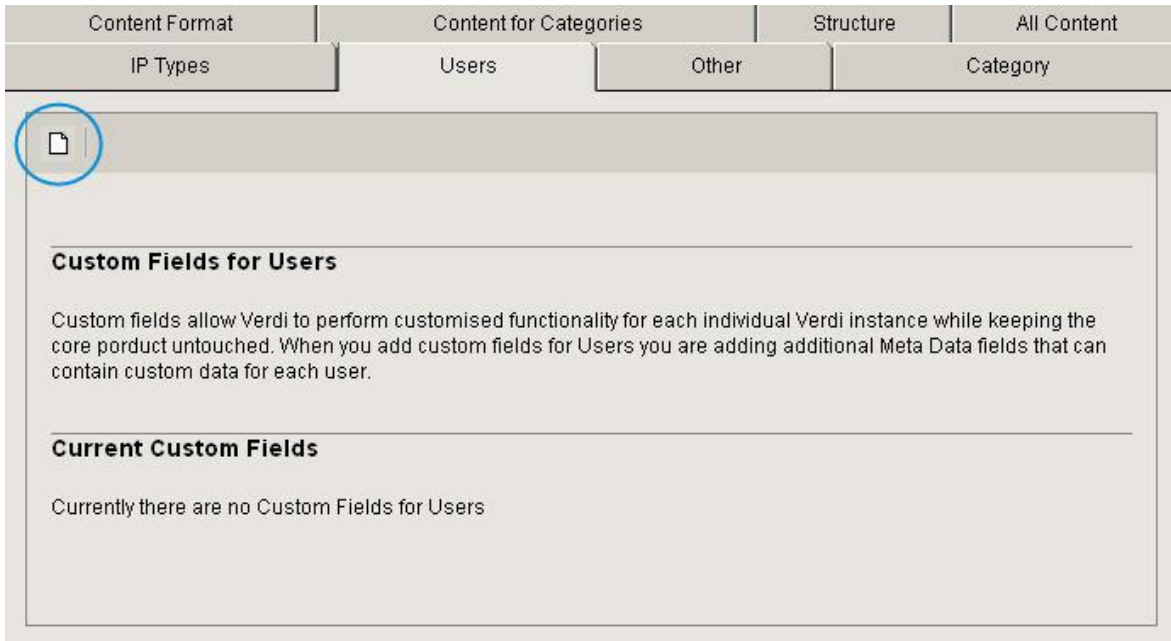 Content Format
Content for Categories
Structure
All Content
IP Types
Users
Other
Category
Custom Fields for Users
Custom fields allow Verdi to perform customised functionality for each individual Verdi instance while keeping the
core porduct untouched. When you add custom fields for Users you are adding additional Meta Data fields that can
contain custom data for each user.
Current Custom Fields
Currently there are no Custom Fields for Users